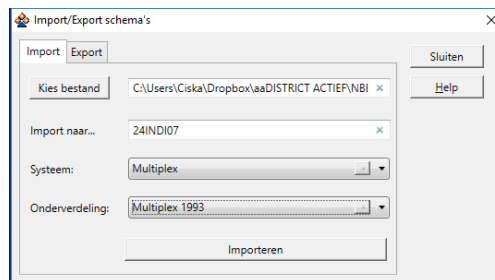 Import/Export schema's
Import Export
Sluiten
Kies bestand C:\Users\Ciska\Dropbox\aaDISTRICT ACTIEF\NBI
Help
Import naar... 24INDI07
Systeem: Multiplex
Onderverdeling: Multiplex 1993
Importeren